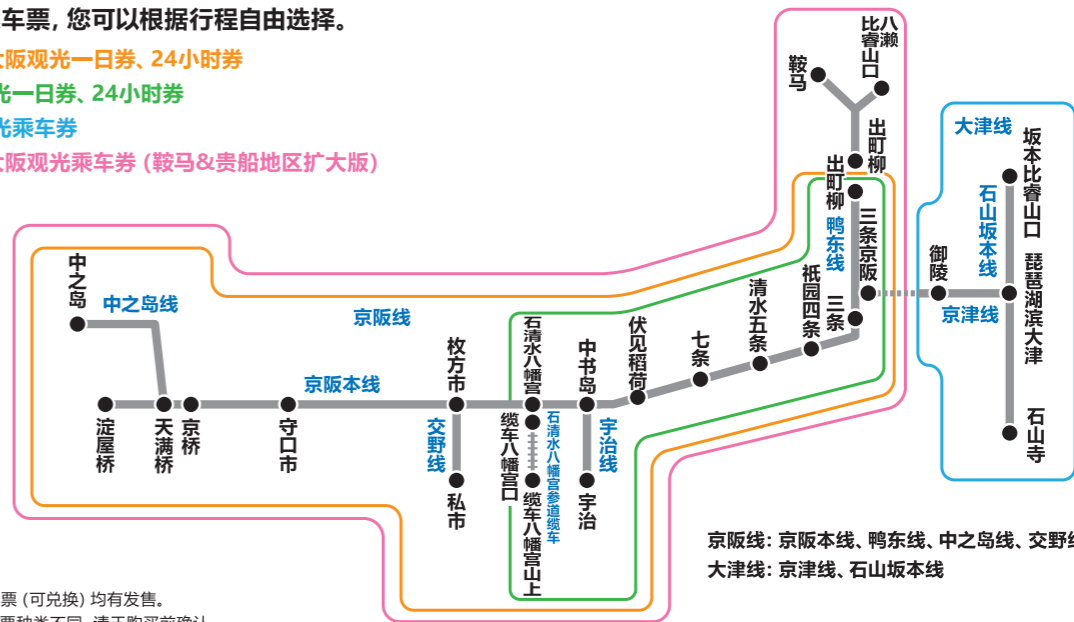 车票, 您可以根据行程自由选择。
大阪观光一日券、24小时券
光一日券、24小时券
光乘车券
大阪观光乘车券 (鞍马&贵船地区扩大版)
八濑
比睿山口
鞍马
出町柳
出町柳
鸭东线
三条京阪
三条
祇园四条
清水五条
七条
伏见稻荷
大津线
坂本比睿山口
石山坂本线
御陵
京津线
琵琶湖滨大津
石山寺
中之岛
中之岛线
京阪线
京阪本线
淀屋桥
天满桥
京桥
守口市
枚方市
交野线
私市
石清水八幡宫
缆车八幡宫口
石清水八幡宫参道缆车
缆车八幡宫山上
中书岛
宇治线
宇治
京阪线: 京阪本线、鸭东线、中之岛线、交野
大津线: 京津线、石山坂本线
票 (可兑换) 均有发售。